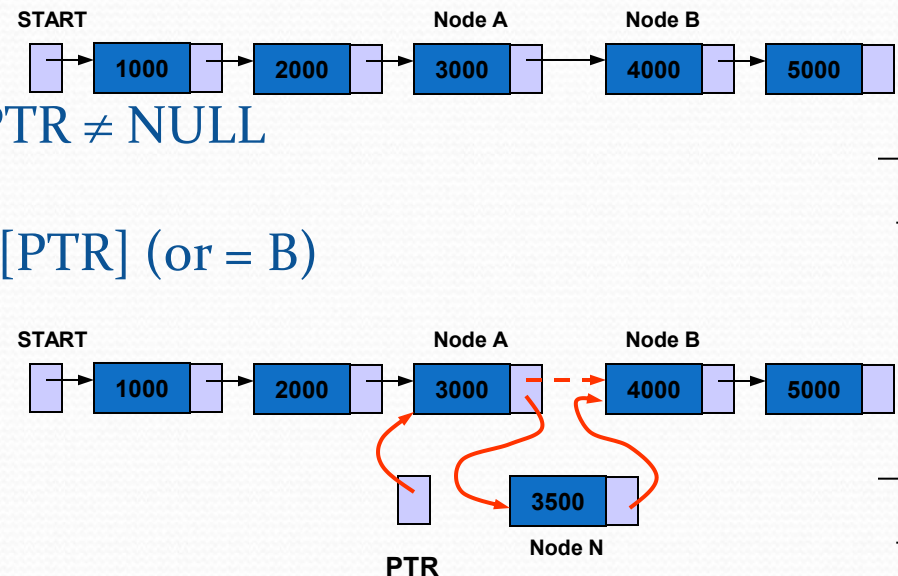 START Node A Node B
1000 2000 3000 4000 5000
PTR ≠ NULL
[PTR] (or = B)
START Node A Node B
1000 2000 3000 4000 5000
3500
Node N
PTR